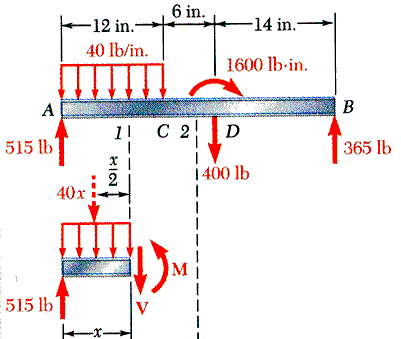 6 in.
12 in. 14 in.
40 lb/in.
1600 lb·in.
A B
1 C 2 D
515 lb 365 lb
400 lb
x
2
40x
M
V
515 lb
x